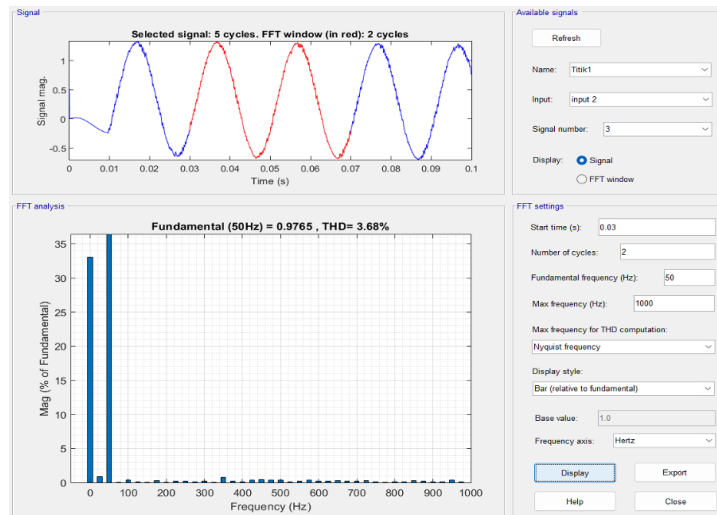 Signal
Selected signal: 5 cycles. FFT window (in red): 2 cycles
Signal mag.
1
0.5
0
-0.5
0 0.01 0.02 0.03 0.04 0.05 0.06 0.07 0.08 0.09 0.1
Time (s)
FFT analysis
Fundamental (50Hz) = 0.9765 , THD= 3.68%
Mag (% of Fundamental)
35
30
25
20
15
10
5
0
0 100 200 300 400 500 600 700 800 900 1000
Frequency (Hz)
Available signals
Refresh
Name: Titik1
Input: input 2
Signal number: 3
Display: Signal
FFT window
FFT settings
Start time (s): 0.03
Number of cycles: 2
Fundamental frequency (Hz): 50
Max frequency (Hz): 1000
Max frequency for THD computation:
Nyquist frequency
Display style:
Bar (relative to fundamental)
Base value: 1.0
Frequency axis: Hertz
Display Export
Help Close